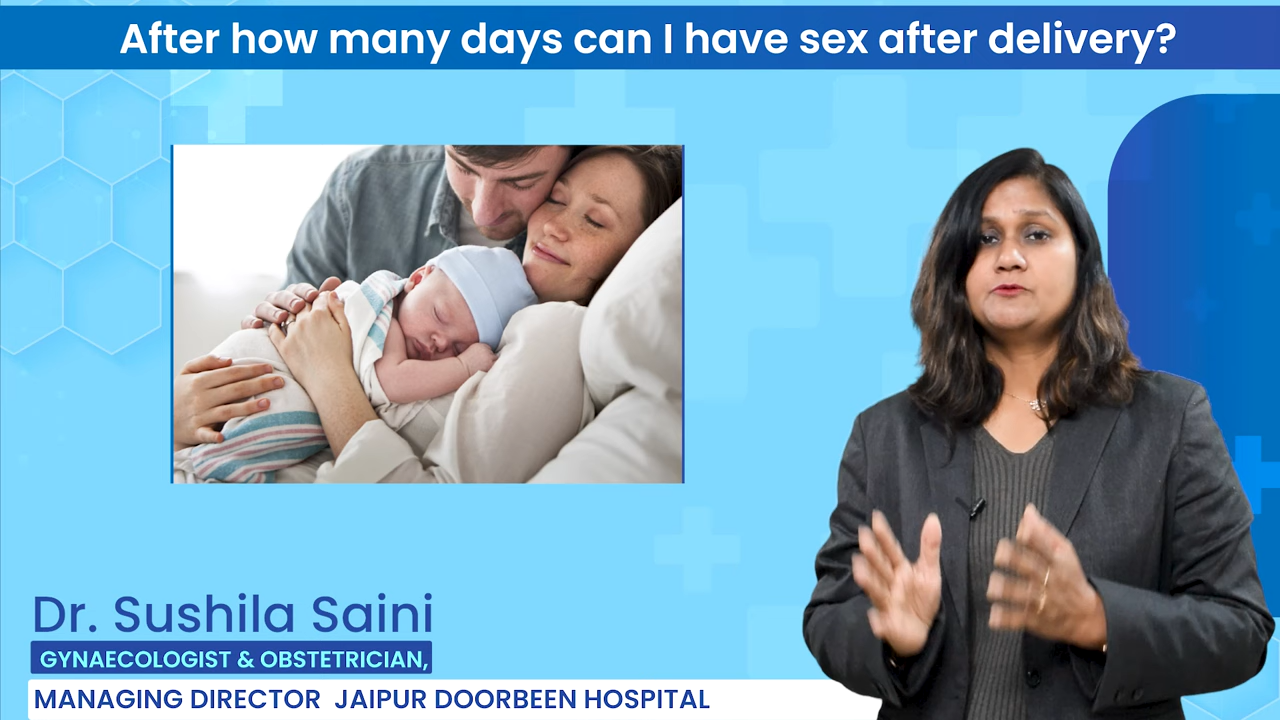 After how many days can I have sex after delivery?
Dr. Sushila Saini
GYNAECOLOGIST & OBSTETRICIAN,
MANAGING DIRECTOR JAIPUR DOORBEEN HOSPITAL